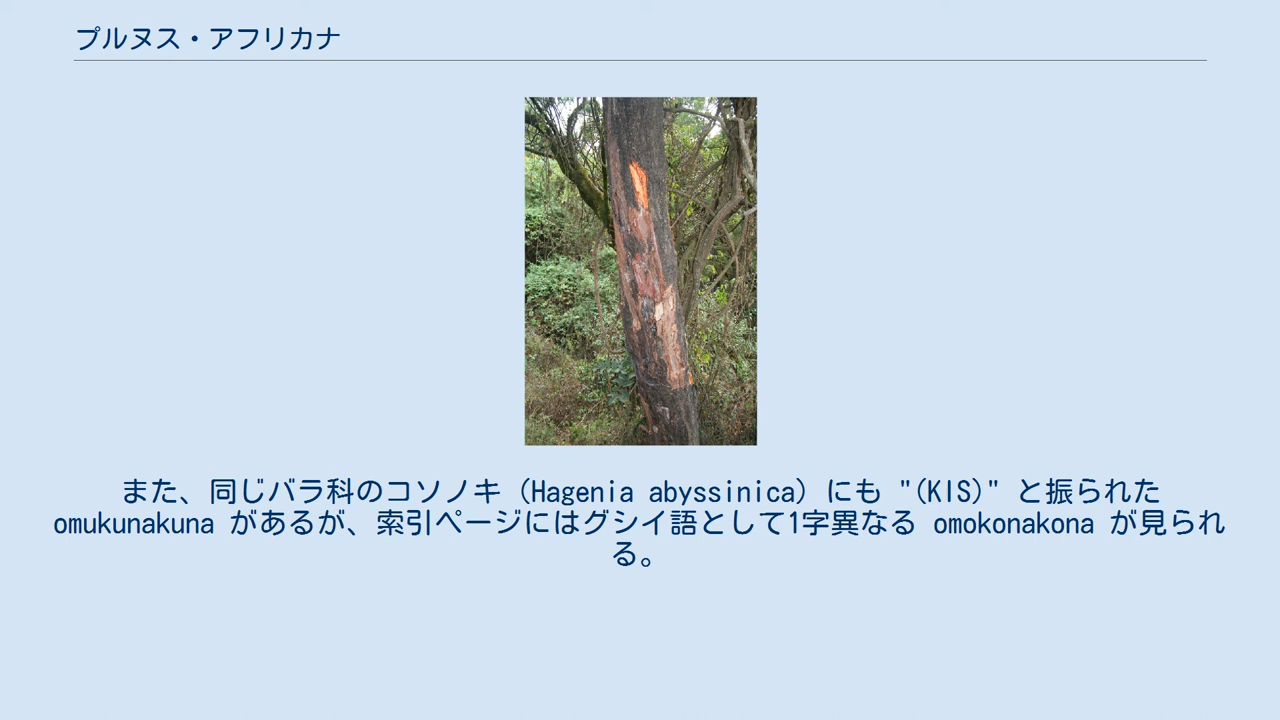 プルヌス・アフリカナ
また、同じバラ科のコソノキ (Hagenia abyssinica) にも "(KIS)" と振られた
omukunakuna があるが、索引ページにはグシイ語として1字異なる omokonakona が見られ
る。